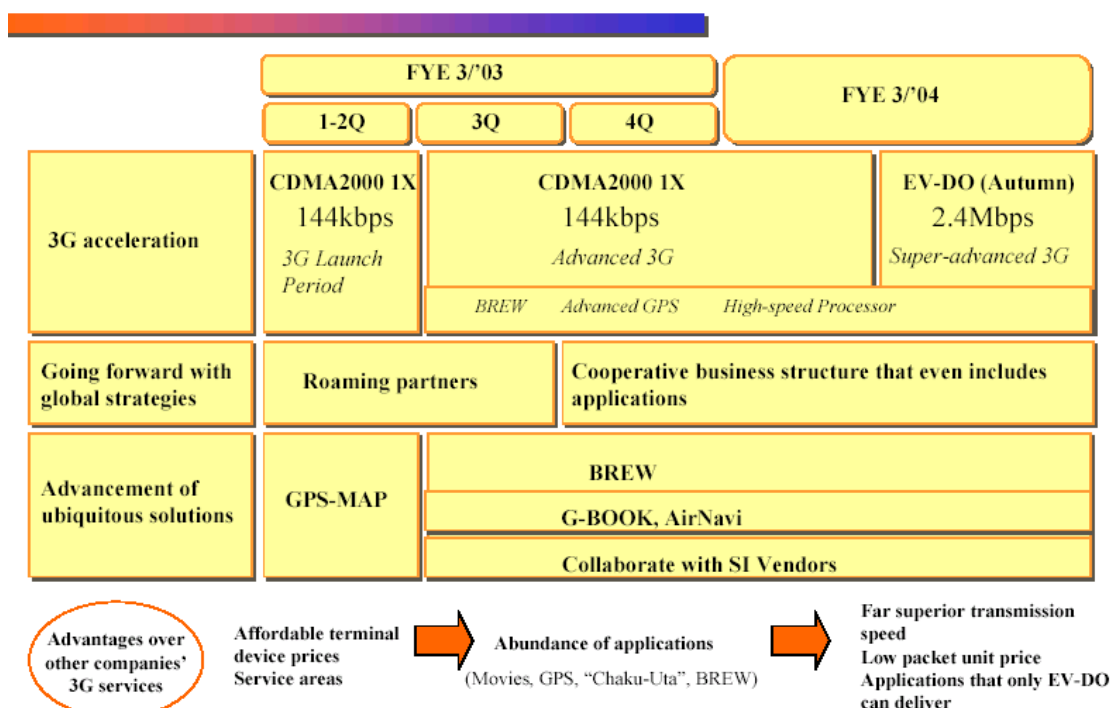 FYE 3/'03
FYE 3/'04
1-2Q
3Q
4Q
3G acceleration
CDMA2000 1X
144kbps
3G Launch
Period
CDMA2000 1X
144kbps
Advanced 3G
EV-DO (Autumn)
2.4Mbps
Super-advanced 3G
BREW Advanced GPS High-speed Processor
Going forward with
global strategies
Roaming partners
Cooperative business structure that even includes
applications
Advancement of
ubiquitous solutions
GPS-MAP
BREW
G-BOOK, AirNavi
Collaborate with SI Vendors
Advantages over
other companies'
3G services
Affordable terminal
device prices
Service areas
Abundance of applications
(Movies, GPS, "Chaku-Uta", BREW)
Far superior transmission
speed
Low packet unit price
Applications that only EV-DO
can deliver